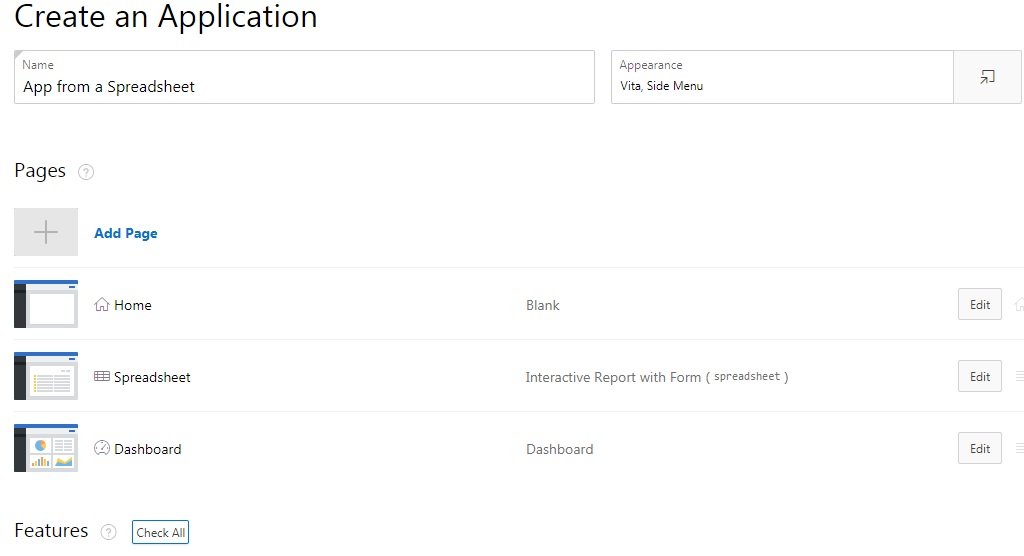 Create an Application
Name
App from a Spreadsheet
Appearance
Vita, Side Menu
Pages ?
Add Page
Home Blank Edit
Spreadsheet Interactive Report with Form ( spreadsheet ) Edit
Dashboard Dashboard Edit
Features ? Check All